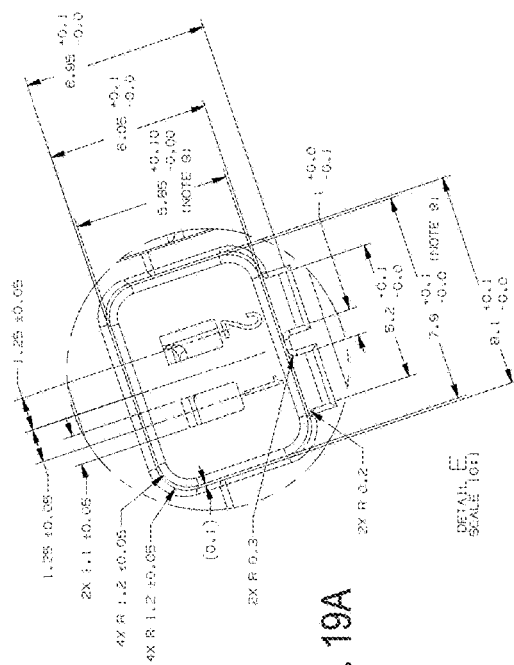 1.25 ±0.05
1.25 ±0.05
2X 1.1 ±0.05
4X R 1.2 ±0.05
4X R 1.2 ±0.05
(0.1)
2X R 0.3
2X R 0.2
6.95 +0.1 -0.0
6.05 +0.1 -0.0
5.85 +0.10 -0.00
(NOTE 8)
1 +0.0 -0.1
5.2 +0.1 -0.0
7.9 +0.1 -0.0 (NOTE 8)
8.1 +0.1 -0.0
DETAIL E
SCALE
19A